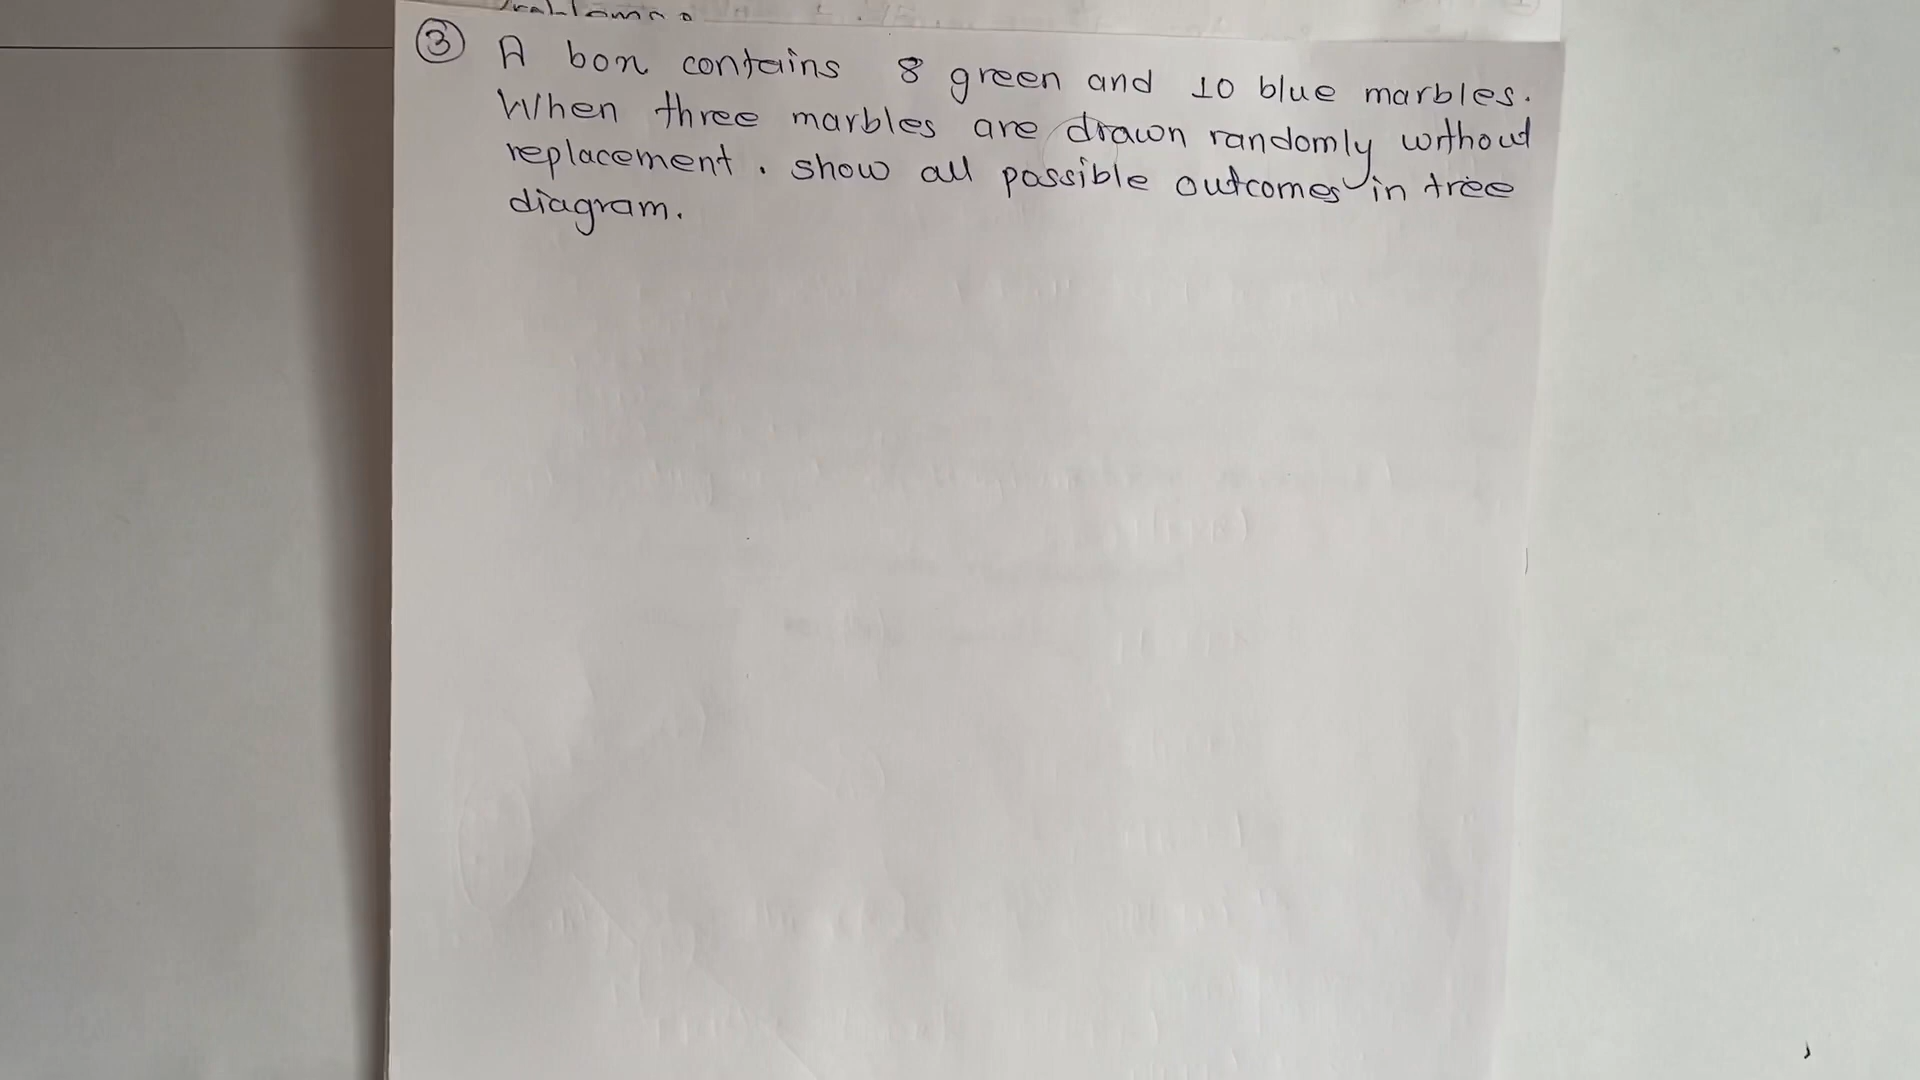 ③ A box contains 8 green and 10 blue marbles.
When three marbles are drawn randomly without
replacement. show all possible outcomes in tree
diagram.